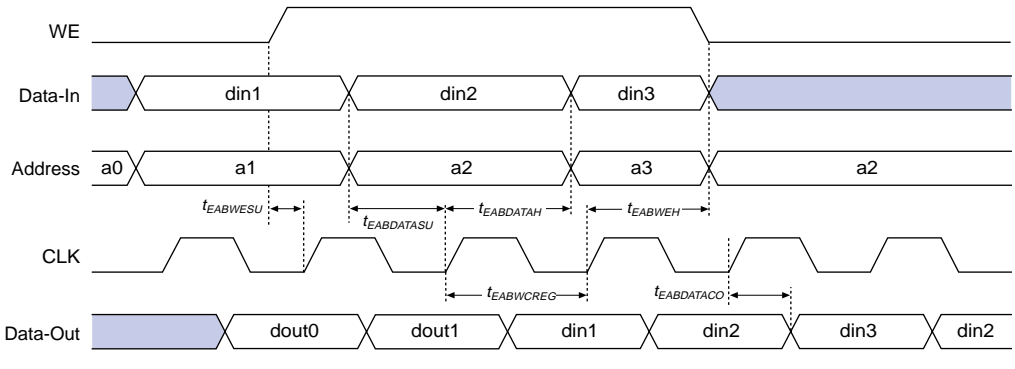 WE
Data-In din1 din2 din3
Address a0 a1 a2 a3 a2
tEABWESU tEABDATASU tEABDATAH tEABWEH
CLK
tEABWCREG tEABDATACO
Data-Out dout0 dout1 din1 din2 din3 din2